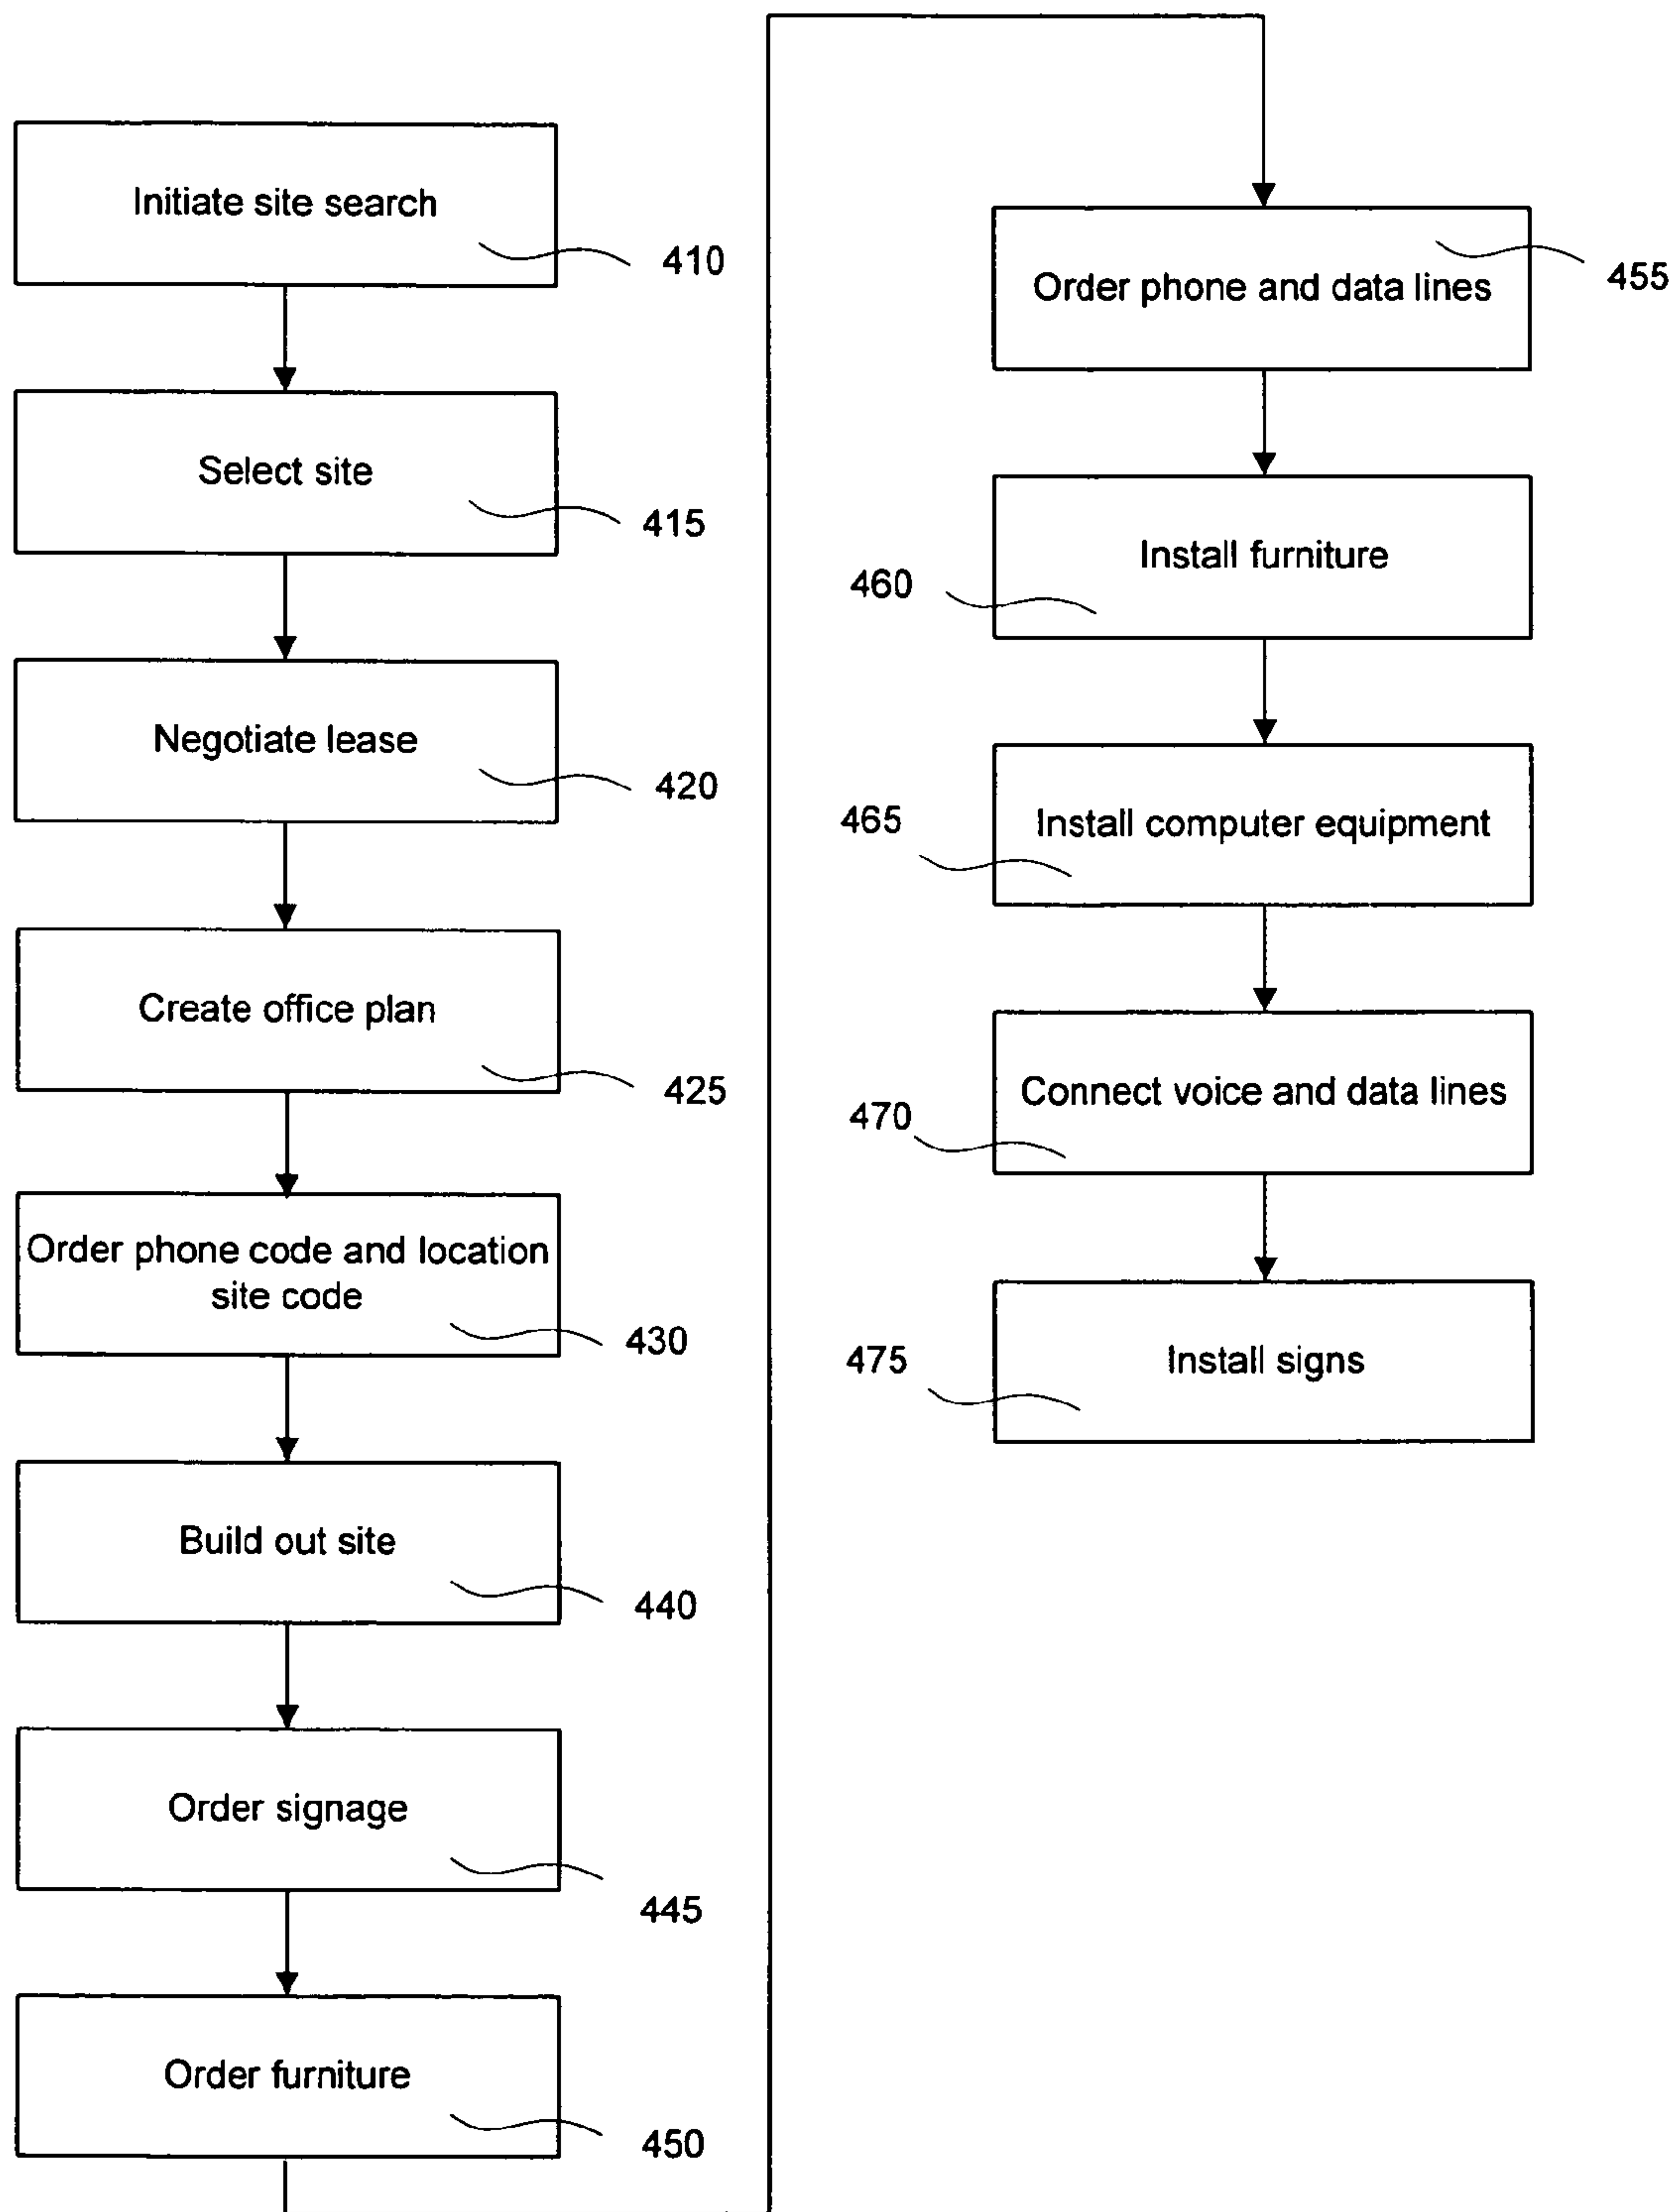 Initiate site search
410
Select site
415
Negotiate lease
420
Create office plan
425
Order phone code and location
site code
430
Build out site
440
Order signage
445
Order furniture
450
Order phone and data lines
455
Install furniture
460
Install computer equipment
465
Connect voice and data lines
470
Install signs
475